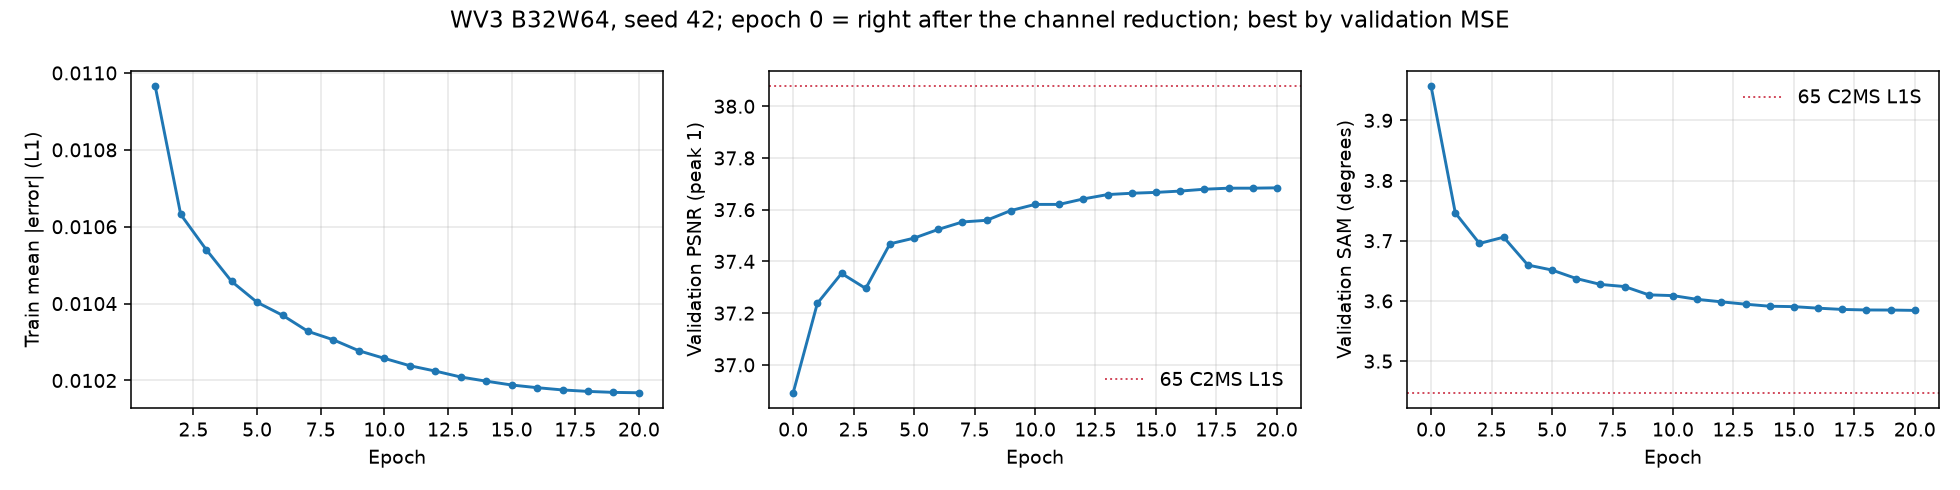 WV3 B32W64, seed 42; epoch 0 = right after the channel reduction; best by validation MSE
Train mean |error| (L1)
0.0110
0.0108
0.0106
0.0104
0.0102
2.5 5.0 7.5 10.0 12.5 15.0 17.5 20.0
Epoch
Validation PSNR (peak 1)
38.0
37.8
37.6
37.4
37.2
37.0
65 C2MS L1S
0.0 2.5 5.0 7.5 10.0 12.5 15.0 17.5 20.0
Epoch
Validation SAM (degrees)
65 C2MS L1S
3.9
3.8
3.7
3.6
3.5
0.0 2.5 5.0 7.5 10.0 12.5 15.0 17.5 20.0
Epoch